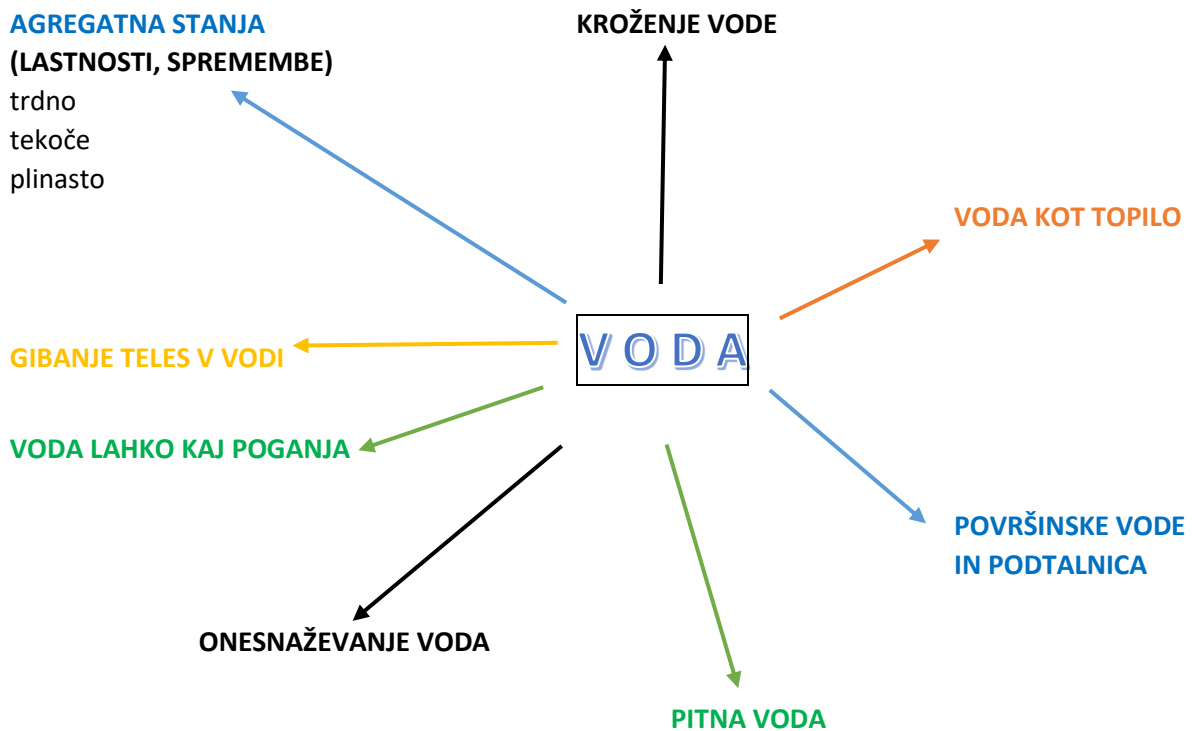 AGREGATNA STANJA
(LASTNOSTI, SPREMEMBE)
trdno
tekoče
plinasto
KROŽENJE VODE
VODA KOT TOPILO
V O D A
GIBANJE TELES V VODI
VODA LAHKO KAJ POGANJA
POVRŠINSKE VODE
IN PODTALNICA
ONESNAŽEVANJE VODA
PITNA VODA